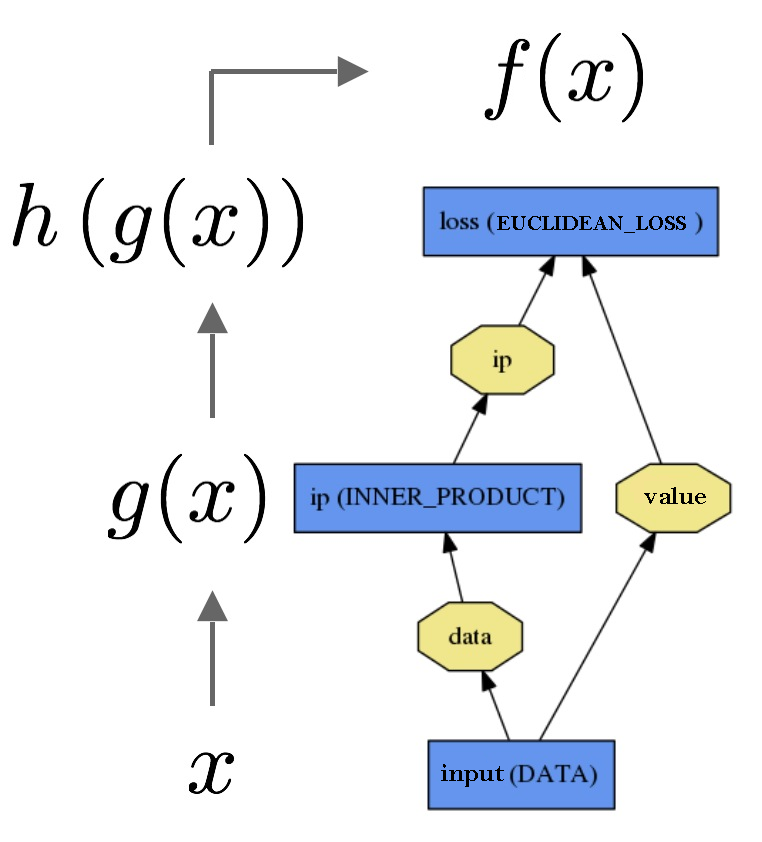 f(x)
h (g(x))
loss (EUCLIDEAN_LOSS )
ip
g(x)
ip (INNER_PRODUCT)
value
data
x
input (DATA)